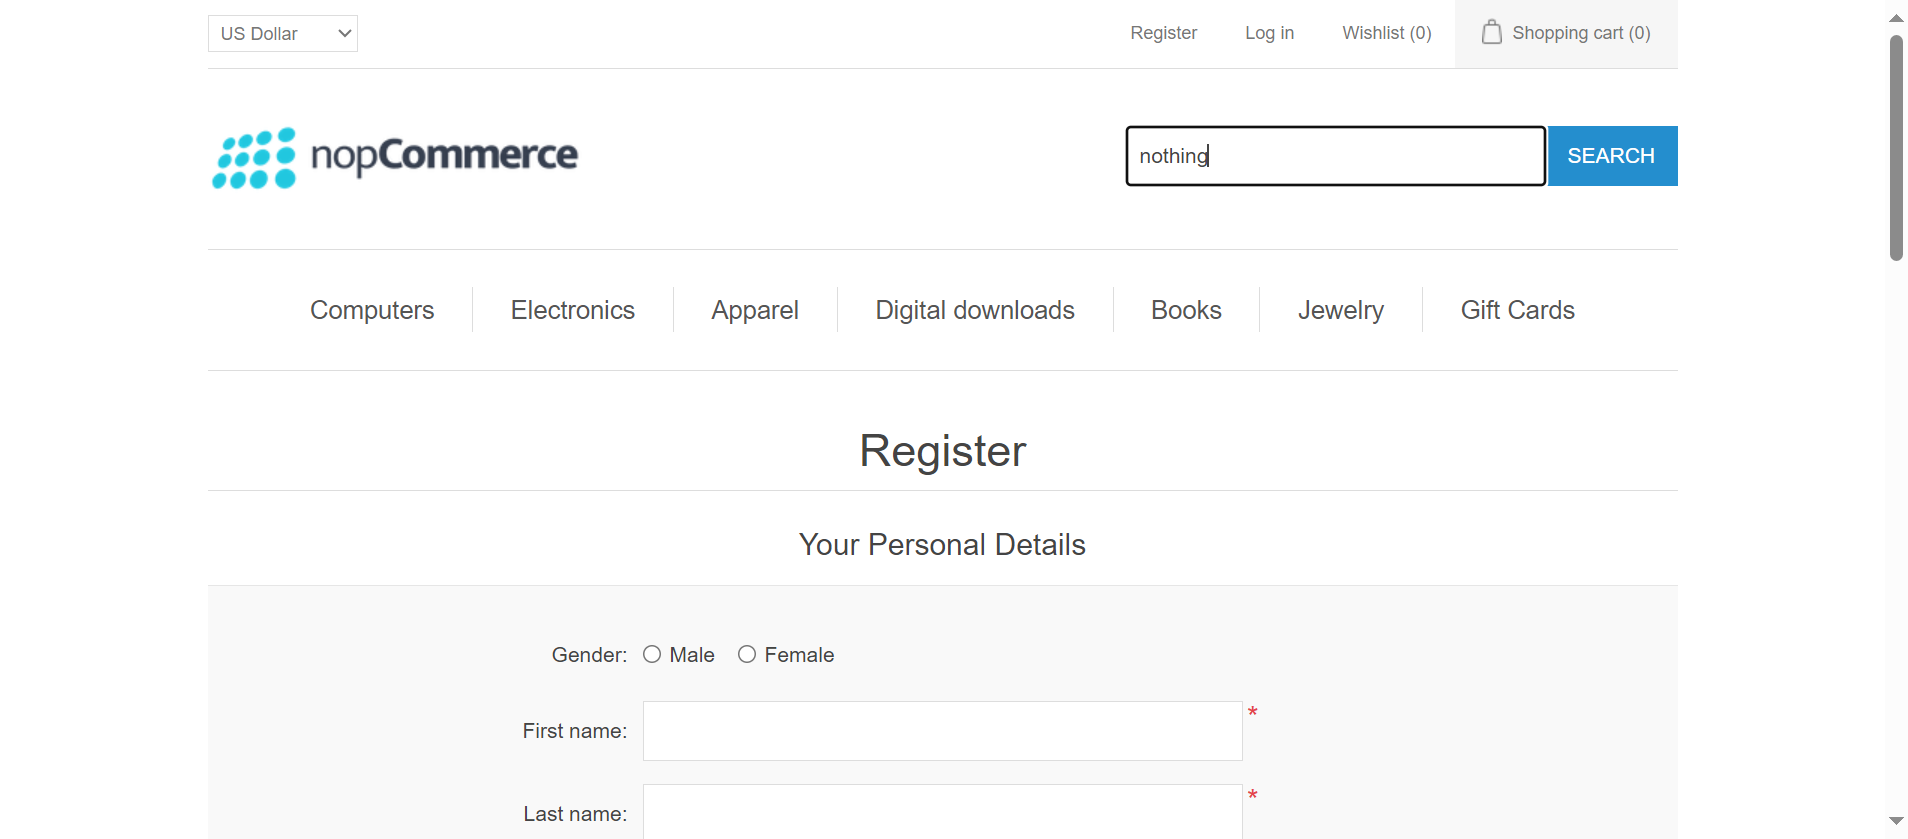 US Dollar
Register
Log in
Wishlist (0)
Shopping cart (0)
nopCommerce
nothing
SEARCH
Computers
Electronics
Apparel
Digital downloads
Books
Jewelry
Gift Cards
Register
Your Personal Details
Gender:
Male
Female
First name:
*
Last name:
*